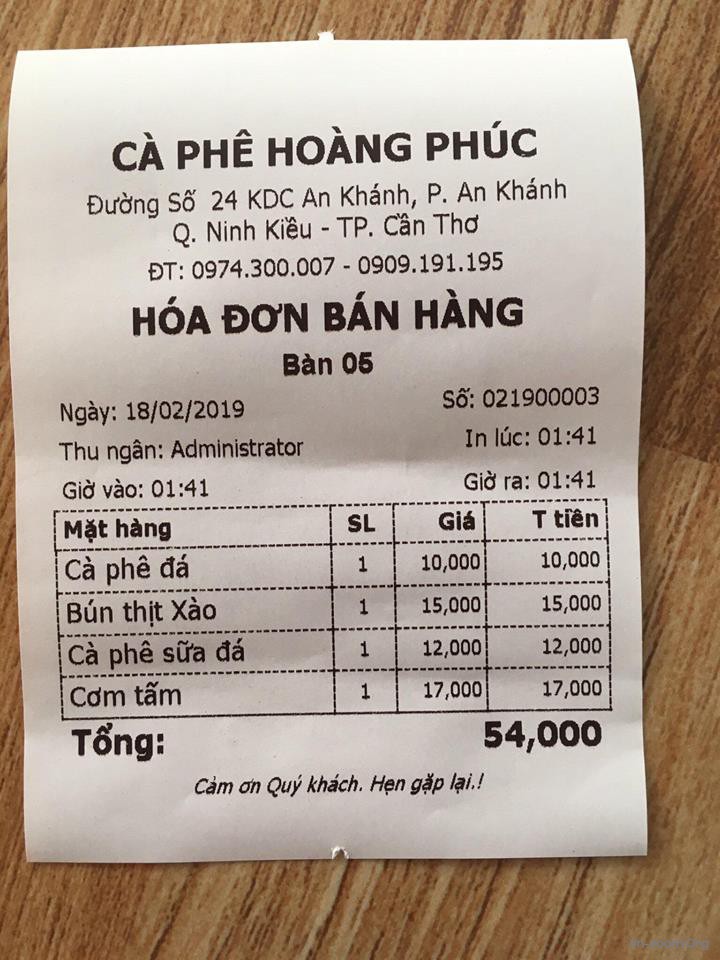 CÀ PHÊ HOÀNG PHÚC
Đường Số 24 KDC An Khánh, P. An Khánh
Q. Ninh Kiều - TP. Cần Thơ
ĐT: 0974.300.007 - 0909.191.195
HÓA ĐƠN BÁN HÀNG
Bàn 05
Ngày: 18/02/2019 Số: 021900003
Thu ngân: Administrator In lúc: 01:41
Giờ vào: 01:41 Giờ ra: 01:41
Mặt hàng SL Giá T tiền
Cà phê đá 1 10,000 10,000
Bún thịt Xào 1 15,000 15,000
Cà phê sữa đá 1 12,000 12,000
Cơm tấm 1 17,000 17,000
Tổng: 54,000
Cảm ơn Quý khách. Hẹn gặp lại.!